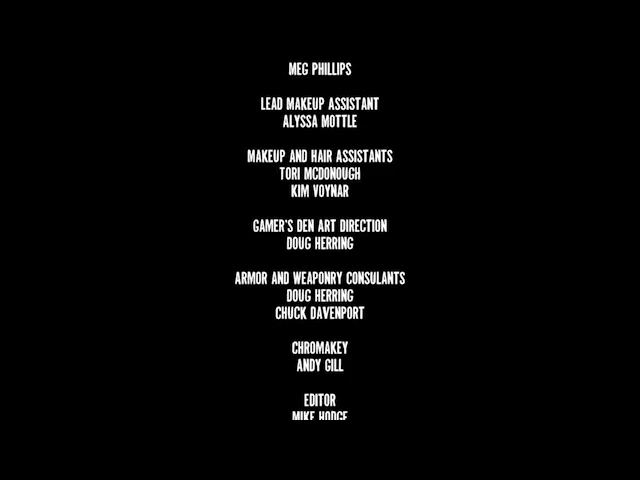 MEG PHILLIPS
LEAD MAKEUP ASSISTANT
ALYSSA MOTTLE
MAKEUP AND HAIR ASSISTANTS
TORI MCDONOUGH
KIM VOYNAR
GAMER'S DEN ART DIRECTION
DOUG HERRING
ARMOR AND WEAPONRY CONSULANTS
DOUG HERRING
CHUCK DAVENPORT
CHROMAKEY
ANDY GILL
EDITOR
MIKE HODGE